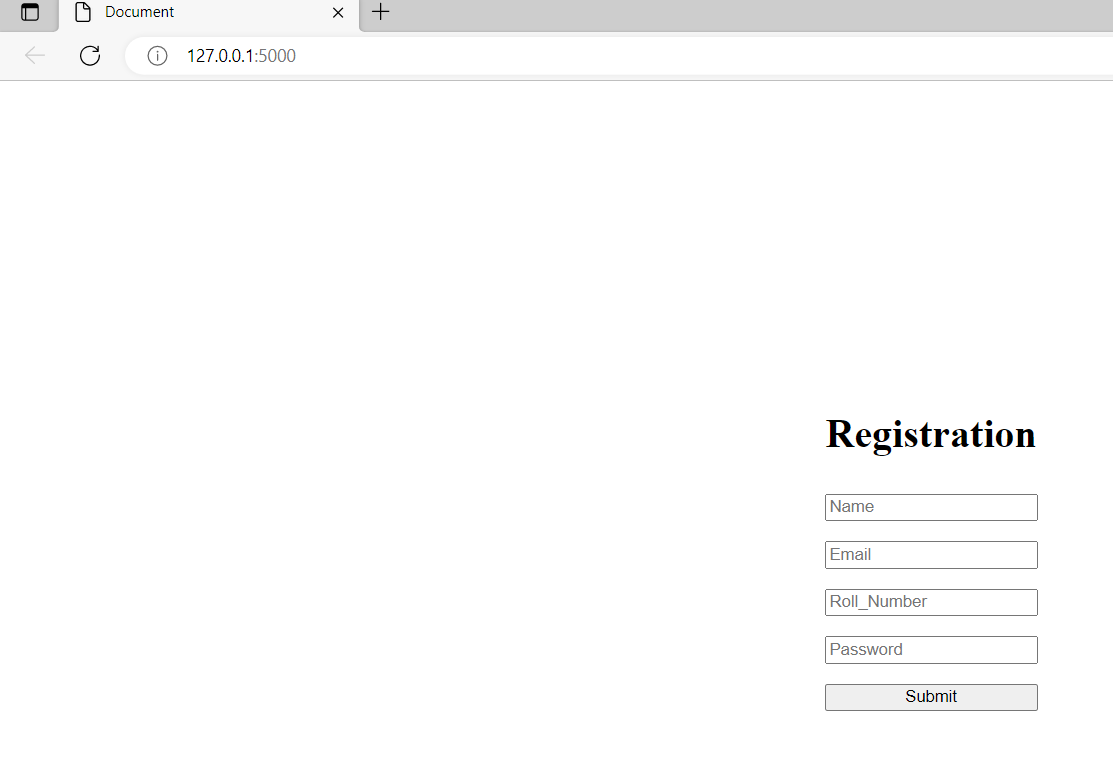 Document
127.0.0.1:5000
Registration
Name
Email
Roll_Number
Password
Submit